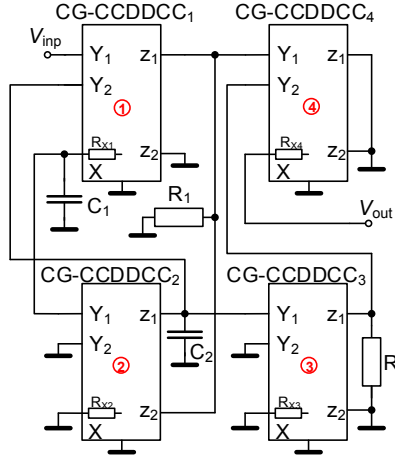 CG-CCDDCC1 CG-CCDDCC4
Vinp
Y1 z1 Y1 z1
Y2 Y2
1 4
RX1 RX4
z2 z2
X X
C1 R1 Vout
CG-CCDDCC2 CG-CCDDCC3
Y1 z1 Y1 z1
Y2 C2 Y2
2 3 R
RX2 RX3
z2 z2
X X